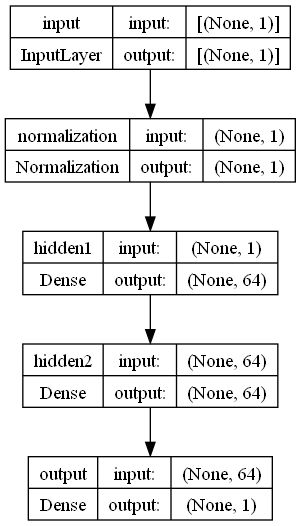 input input: [(None, 1)]
InputLayer output: [(None, 1)]
normalization input: (None, 1)
Normalization output: (None, 1)
hidden1 input: (None, 1)
Dense output: (None, 64)
hidden2 input: (None, 64)
Dense output: (None, 64)
output input: (None, 64)
Dense output: (None, 1)